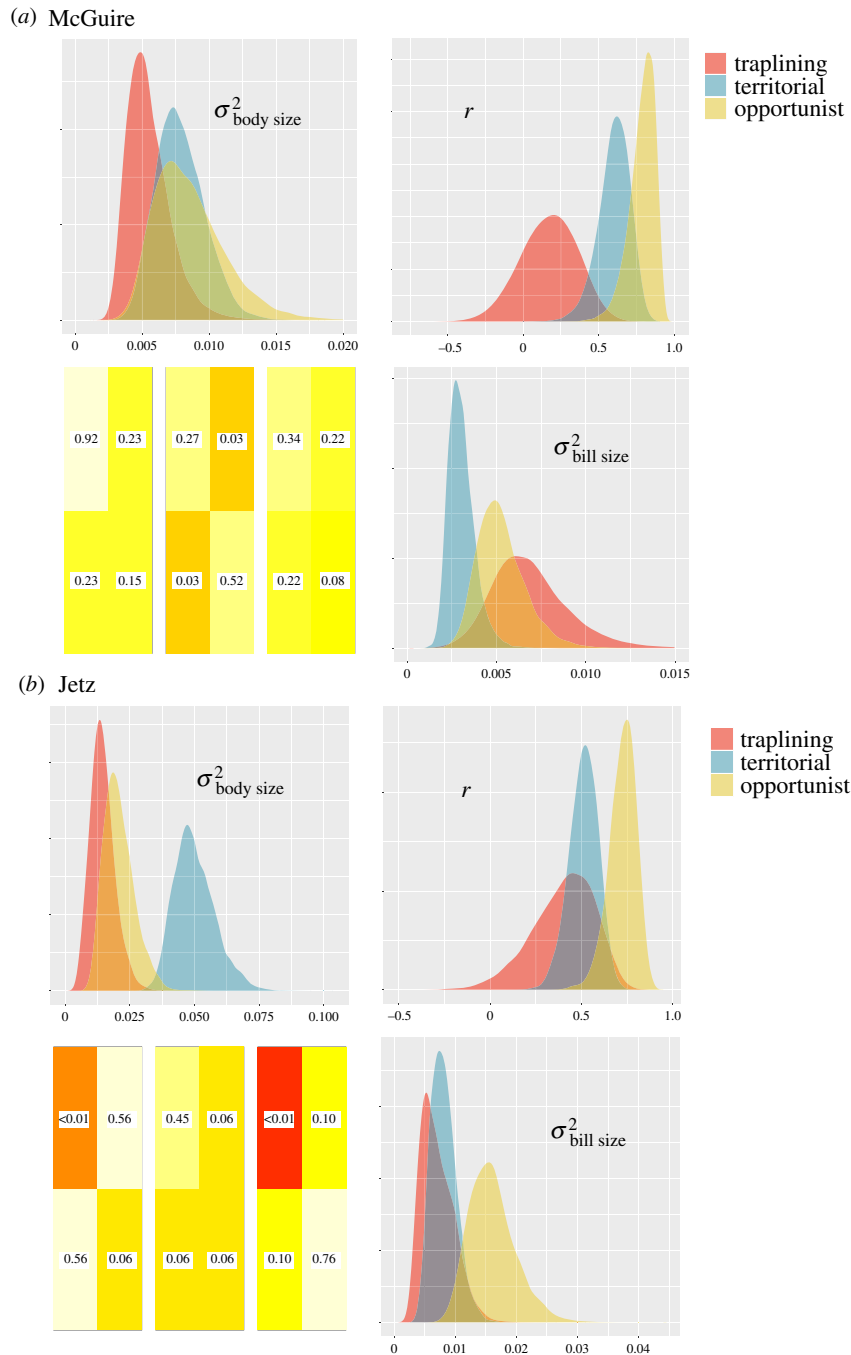 (a) McGuire
σ²body size
r
traplining
territorial
opportunist
0 0.005 0.010 0.015 0.020
–0.5 0 0.5 1.0
0.92 0.23 0.27 0.03 0.34 0.22
0.23 0.15 0.03 0.52 0.22 0.08
σ²bill size
0 0.005 0.010 0.015
(b) Jetz
σ²body size
r
traplining
territorial
opportunist
0 0.025 0.050 0.075 0.100
–0.5 0 0.5 1.0
<0.01 0.56 0.45 0.06 <0.01 0.10
0.56 0.06 0.06 0.06 0.10 0.76
σ²bill size
0 0.01 0.02 0.03 0.04